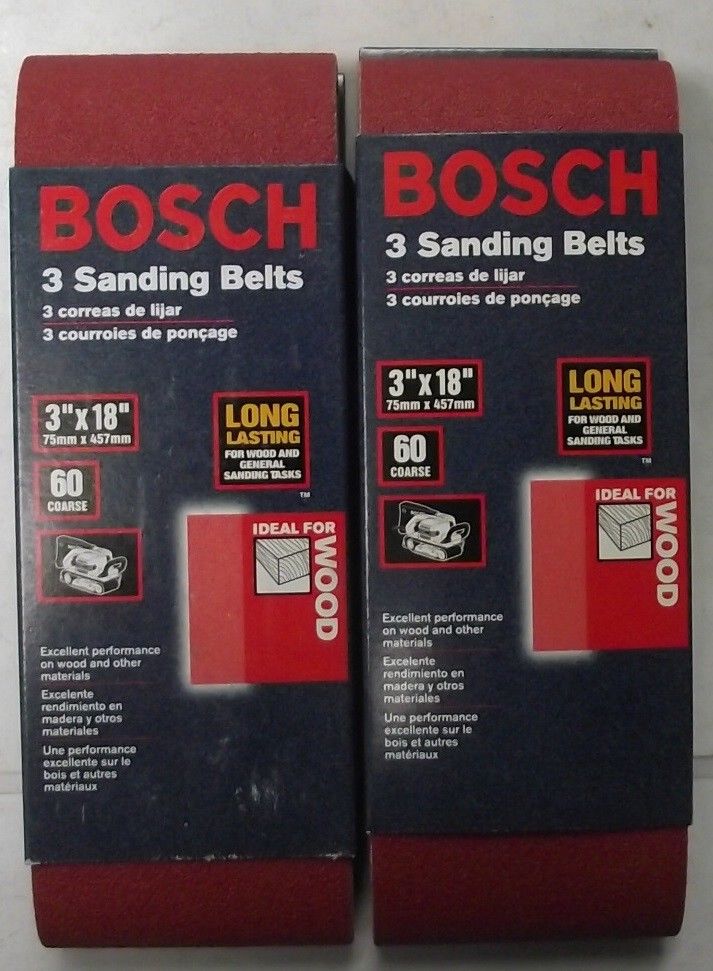 BOSCH
3 Sanding Belts
3 correas de lijar
3 courroies de ponçage
3"x18"
75mm x 457mm
LONG
LASTING
FOR WOOD AND
GENERAL
SANDING TASKS
TM
60
COARSE
IDEAL FOR
WOOD
Excellent performance
on wood and other
materials
Excelente
rendimiento en
madera y otros
materiales
Une performance
excellente sur le
bois et autres
matériaux
BOSCH
3 Sanding Belts
3 correas de lijar
3 courroies de ponçage
3"x18"
75mm x 457mm
LONG
LASTING
FOR WOOD AND
GENERAL
SANDING TASKS
TM
60
COARSE
IDEAL FOR
WOOD
Excellent performance
on wood and other
materials
Excelente
rendimiento en
madera y otros
materiales
Une performance
excellente sur le
bois et autres
matériaux